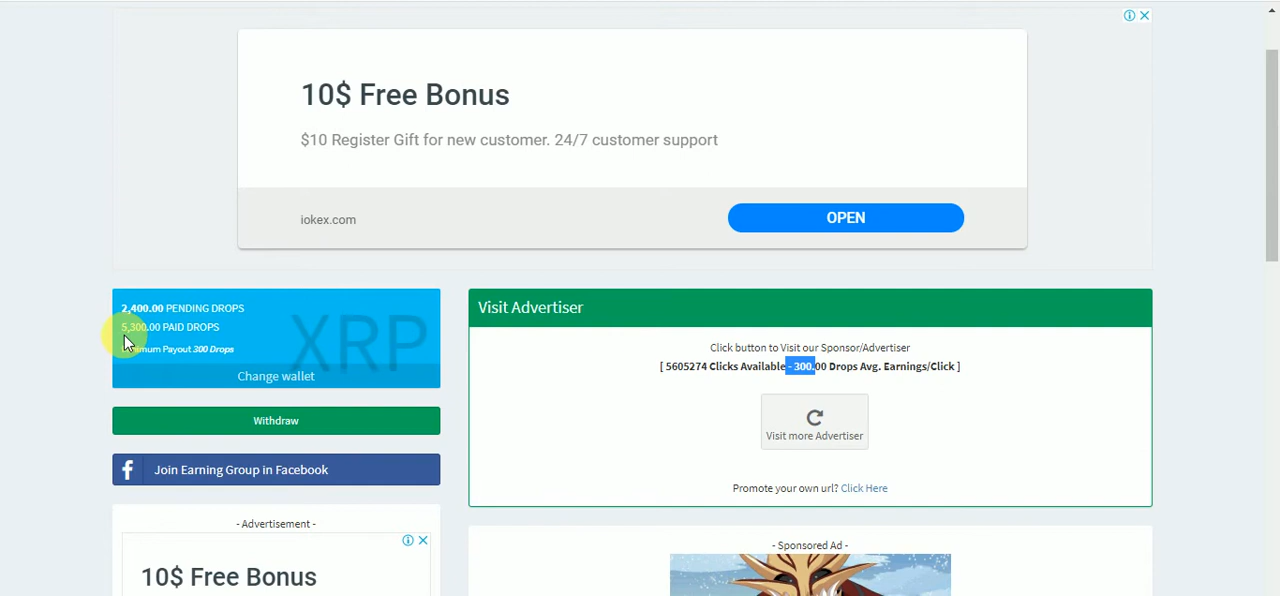 10$ Free Bonus
$10 Register Gift for new customer. 24/7 customer support
iokex.com
OPEN
2,400.00 PENDING DROPS
5,300.00 PAID DROPS
Payout 300 Drops
XRP
Change wallet
Withdraw
Join Earning Group in Facebook
- Advertisement -
10$ Free Bonus
Visit Advertiser
Click button to Visit our Sponsor/Advertiser
[ 5605274 Clicks Available - 300.00 Drops Avg. Earnings/Click ]
Visit more Advertiser
Promote your own url? Click Here
- Sponsored Ad -